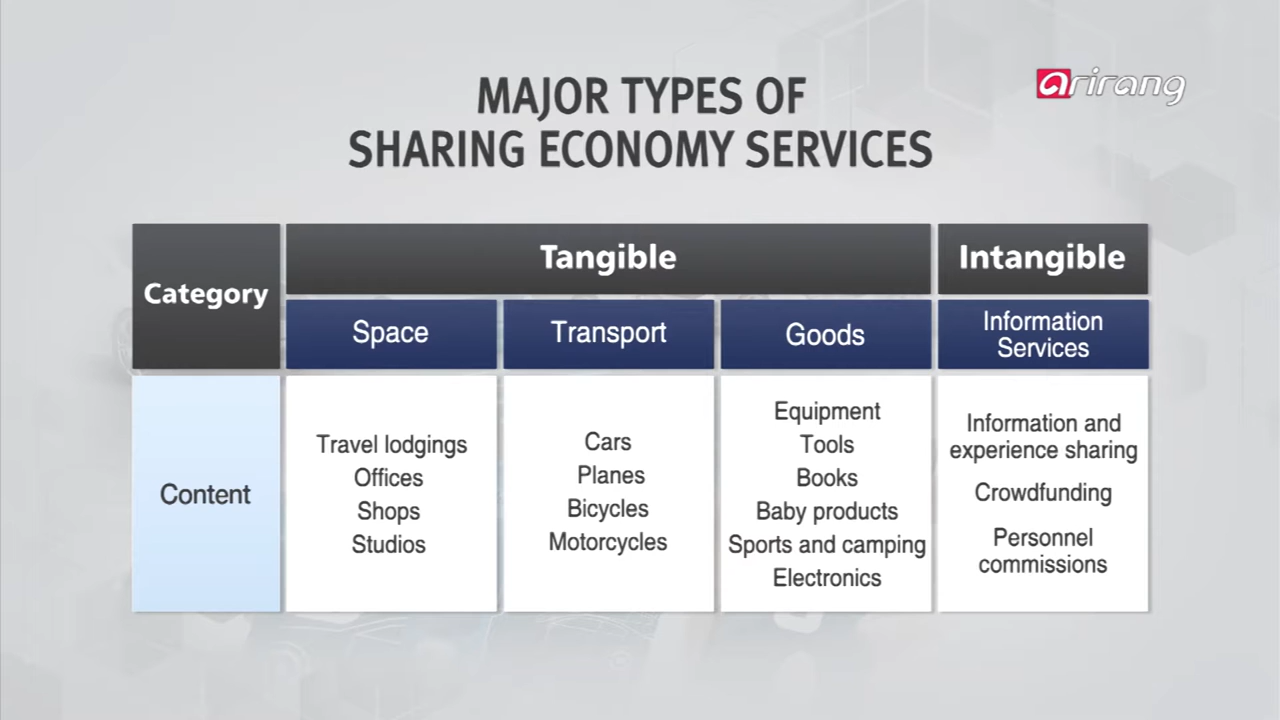 arirang
MAJOR TYPES OF
SHARING ECONOMY SERVICES
Category
Tangible
Intangible
Space
Transport
Goods
Information
Services
Content
Travel lodgings
Offices
Shops
Studios
Cars
Planes
Bicycles
Motorcycles
Equipment
Tools
Books
Baby products
Sports and camping
Electronics
Information and
experience sharing
Crowdfunding
Personnel
commissions